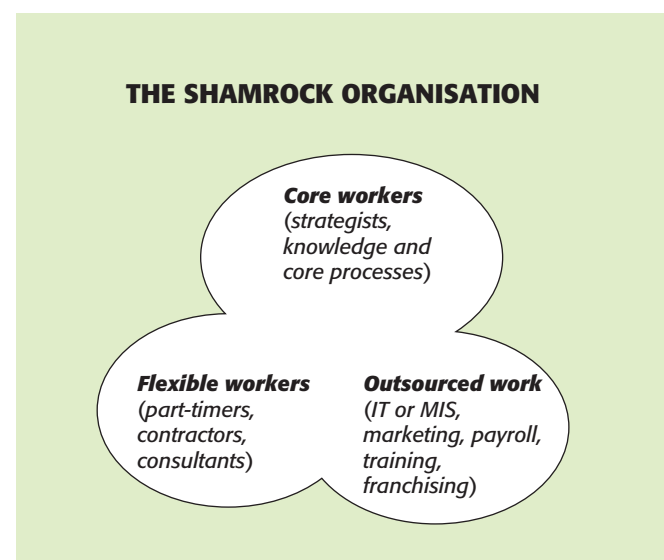 THE SHAMROCK ORGANISATION
Core workers
(strategists,
knowledge and
core processes)
Flexible workers
(part-timers,
contractors,
consultants)
Outsourced work
(IT or MIS,
marketing, payroll,
training,
franchising)